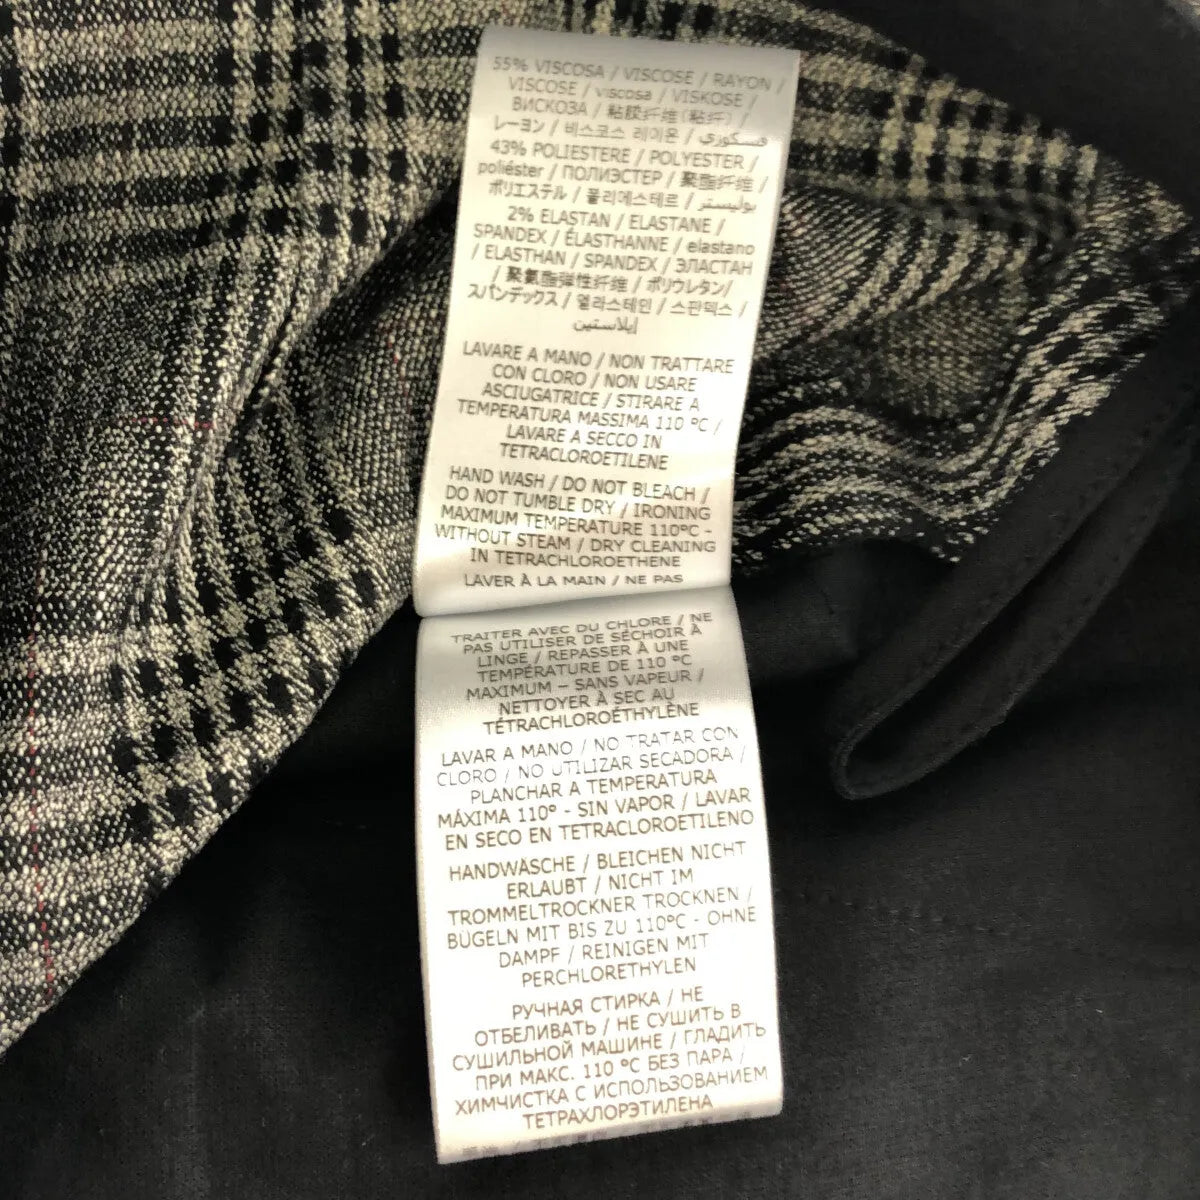 55% VISCOSA / VISCOSE / RAYON /
VISCOSE / viscosa / VISKOSE /
ВИСКОЗА / 粘胶纤维(粘纤) /
レーヨン / 비스코스 레이온 / فيسكوزي
43% POLIESTERE / POLYESTER /
poliéster / ПОЛИЭСТЕР / 聚酯纤维 /
ポリエステル / 폴리에스테르 / بوليستر /
2% ELASTAN / ELASTANE /
SPANDEX / ÉLASTHANNE / elastano
/ ELASTHAN / SPANDEX / ЭЛАСТАН
/ 聚氨酯弹性纤维 / ポリウレタン/
スパンデックス / 엘라스테인 / 스판덱스 /
إيلاستين
LAVARE A MANO / NON TRATTARE
CON CLORO / NON USARE
ASCIUGATRICE / STIRARE A
TEMPERATURA MASSIMA 110 ºC /
LAVARE A SECCO IN
TETRACLOROETILENE
HAND WASH / DO NOT BLEACH /
DO NOT TUMBLE DRY / IRONING
MAXIMUM TEMPERATURE 110ºC -
WITHOUT STEAM / DRY CLEANING
IN TETRACHLOROETHENE
LAVER À LA MAIN / NE PAS
TRAITER AVEC DU CHLORE / NE
PAS UTILISER DE SÉCHOIR À
LINGE / REPASSER À UNE
TEMPÉRATURE DE 110 ºC
MAXIMUM – SANS VAPEUR /
NETTOYER À SEC AU
TÉTRACHLOROÉTHYLÈNE
LAVAR A MANO / NO TRATAR CON
CLORO / NO UTILIZAR SECADORA /
PLANCHAR A TEMPERATURA
MÁXIMA 110º - SIN VAPOR / LAVAR
EN SECO EN TETRACLOROETILENO
HANDWÄSCHE / BLEICHEN NICHT
ERLAUBT / NICHT IM
TROMMELTROCKNER TROCKNEN /
BÜGELN MIT BIS ZU 110ºC - OHNE
DAMPF / REINIGEN MIT
PERCHLORETHYLEN
РУЧНАЯ СТИРКА / НЕ
ОТБЕЛИВАТЬ / НЕ СУШИТЬ В
СУШИЛЬНОЙ МАШИНЕ / ГЛАДИТЬ
ПРИ МАКС. 110 ºC БЕЗ ПАРА /
ХИМЧИСТКА С ИСПОЛЬЗОВАНИЕМ
ТЕТРАХЛОРЭТИЛЕНА